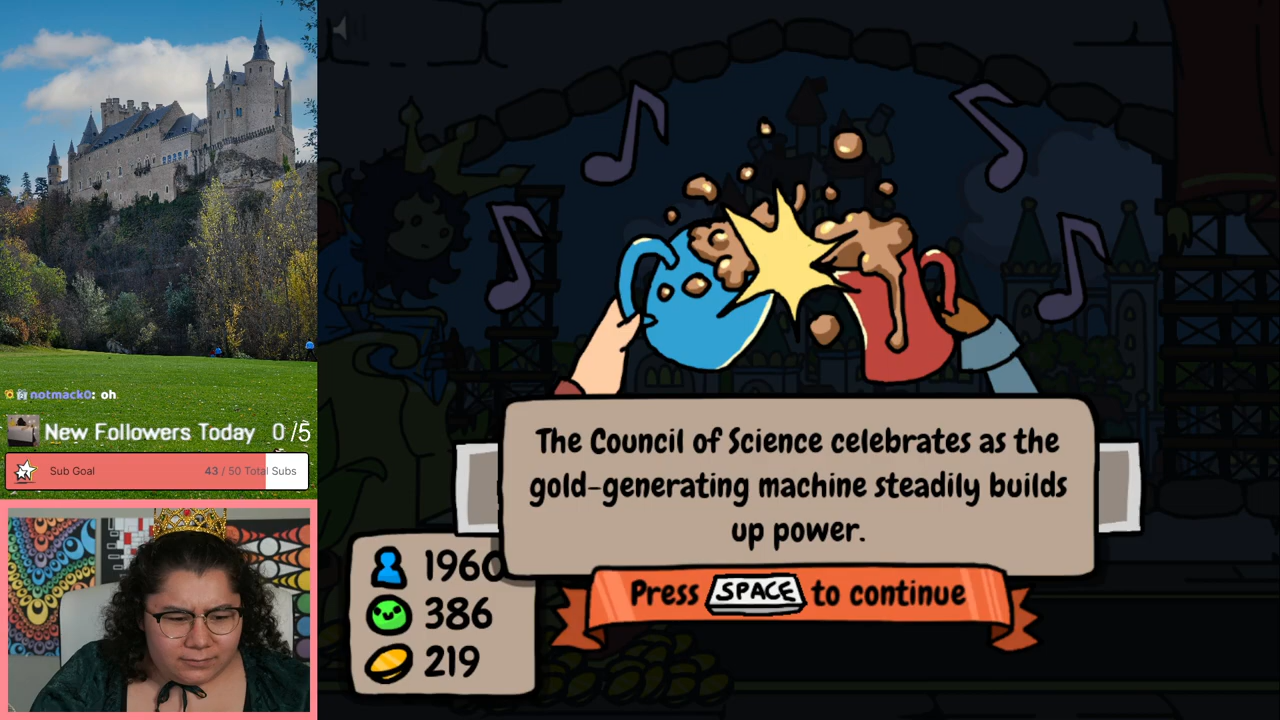 notmack0: oh
New Followers Today 0 /5
Sub Goal 43 / 50 Total Subs
The Council of Science celebrates as the
gold-generating machine steadily builds
up power.
Press SPACE to continue
1960
386
219